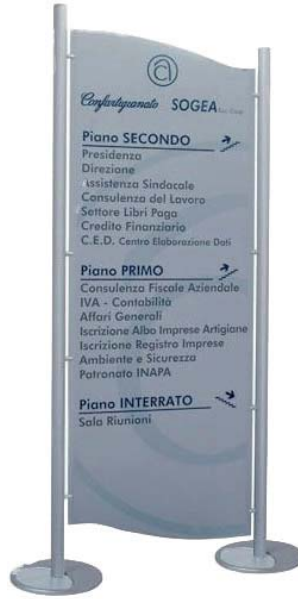 Confartigianato SOGEA Soc. Coop.
Piano SECONDO
Presidenza
Direzione
Assistenza Sindacale
Consulenza del Lavoro
Settore Libri Paga
Credito Finanziario
C.E.D. Centro Elaborazione Dati
Piano PRIMO
Consulenza Fiscale Aziendale
IVA - Contabilità
Affari Generali
Iscrizione Albo Imprese Artigiane
Iscrizione Registro Imprese
Ambiente e Sicurezza
Patronato INAPA
Piano INTERRATO
Sala Riunioni